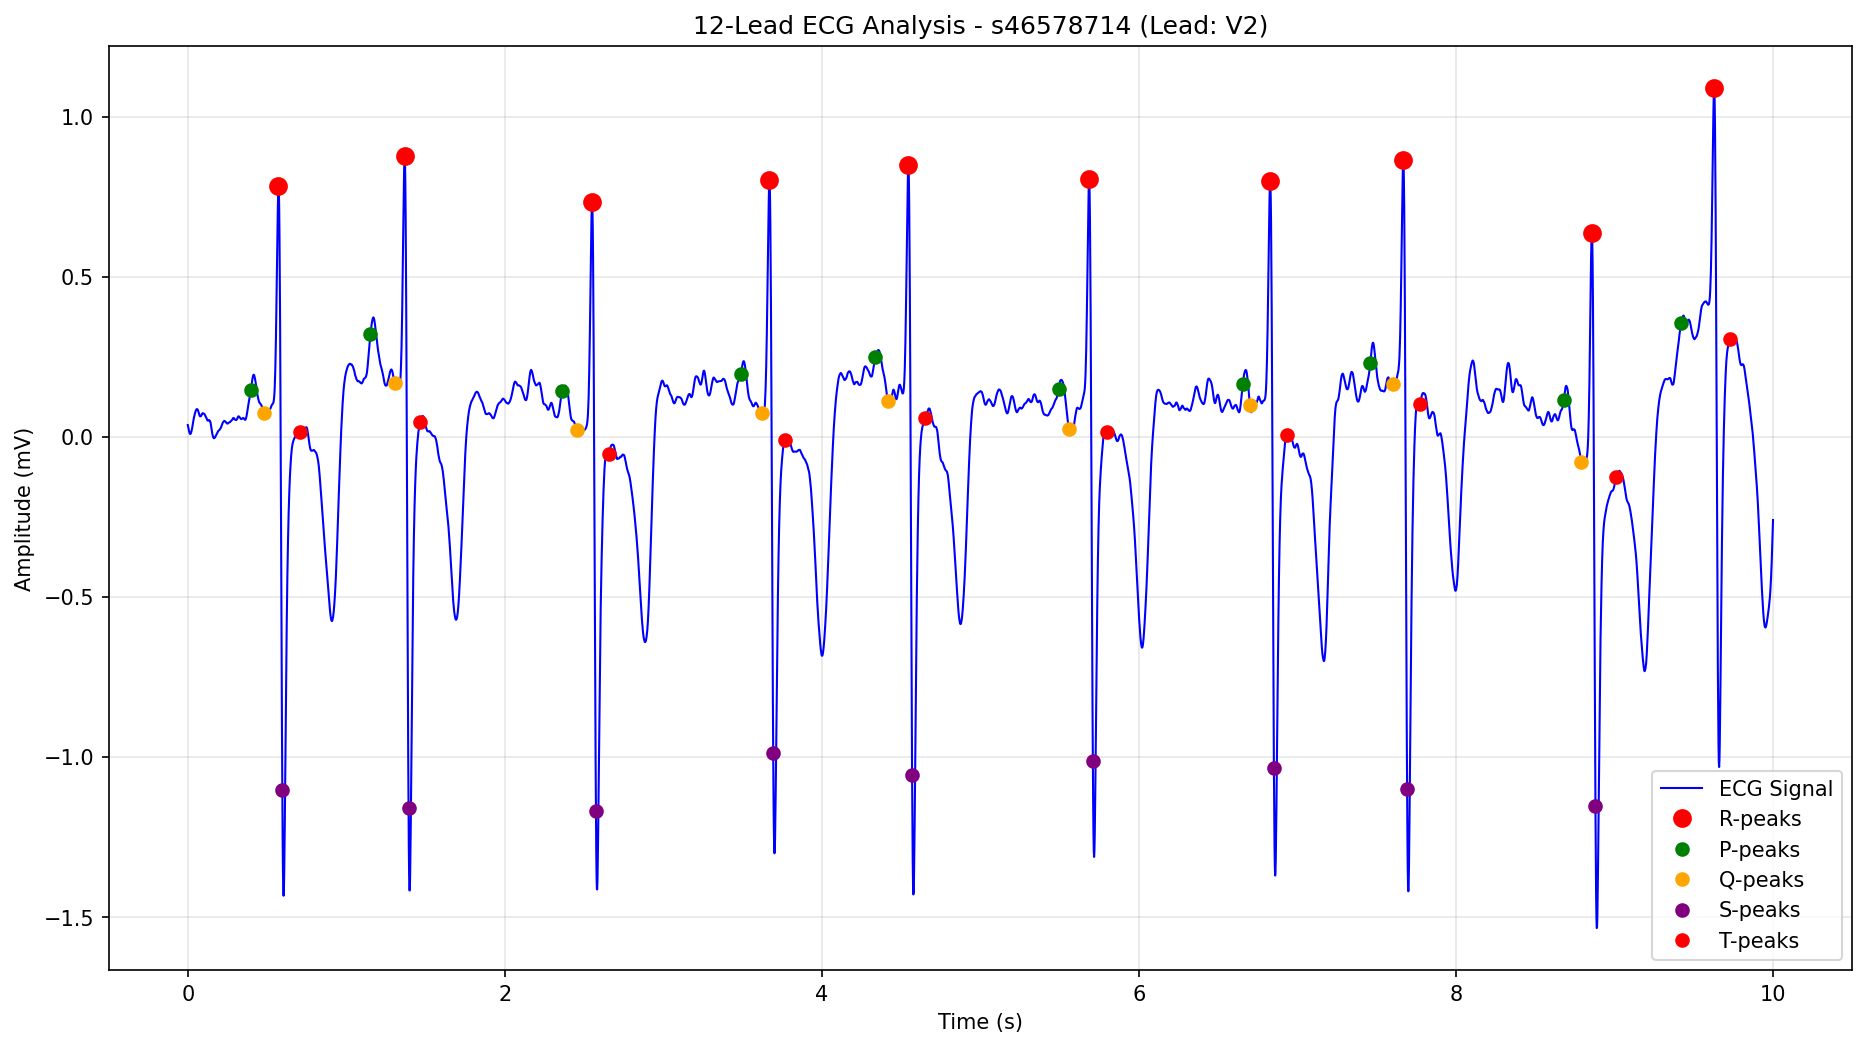 12-Lead ECG Analysis - s46578714 (Lead: V2)
Amplitude (mV)
1.0
0.5
0.0
−0.5
−1.0
−1.5
0 2 4 6 8 10
Time (s)
ECG Signal
R-peaks
P-peaks
Q-peaks
S-peaks
T-peaks